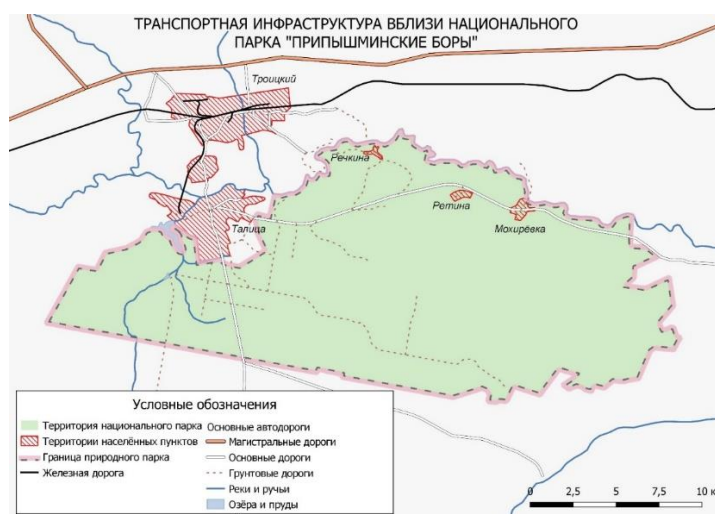 ТРАНСПОРТНАЯ ИНФРАСТРУКТУРА ВБЛИЗИ НАЦИОНАЛЬНОГО
ПАРКА "ПРИПЫШМИНСКИЕ БОРЫ"
Троицкий
Речкина
Ретина
Мохирёвка
Талица
Условные обозначения
Территория национального парка
Территории населённых пунктов
Граница природного парка
Железная дорога
Основные автодороги
Магистральные дороги
Основные дороги
Грунтовые дороги
Реки и ручьи
Озёра и пруды
0 2,5 5 7,5 10 к